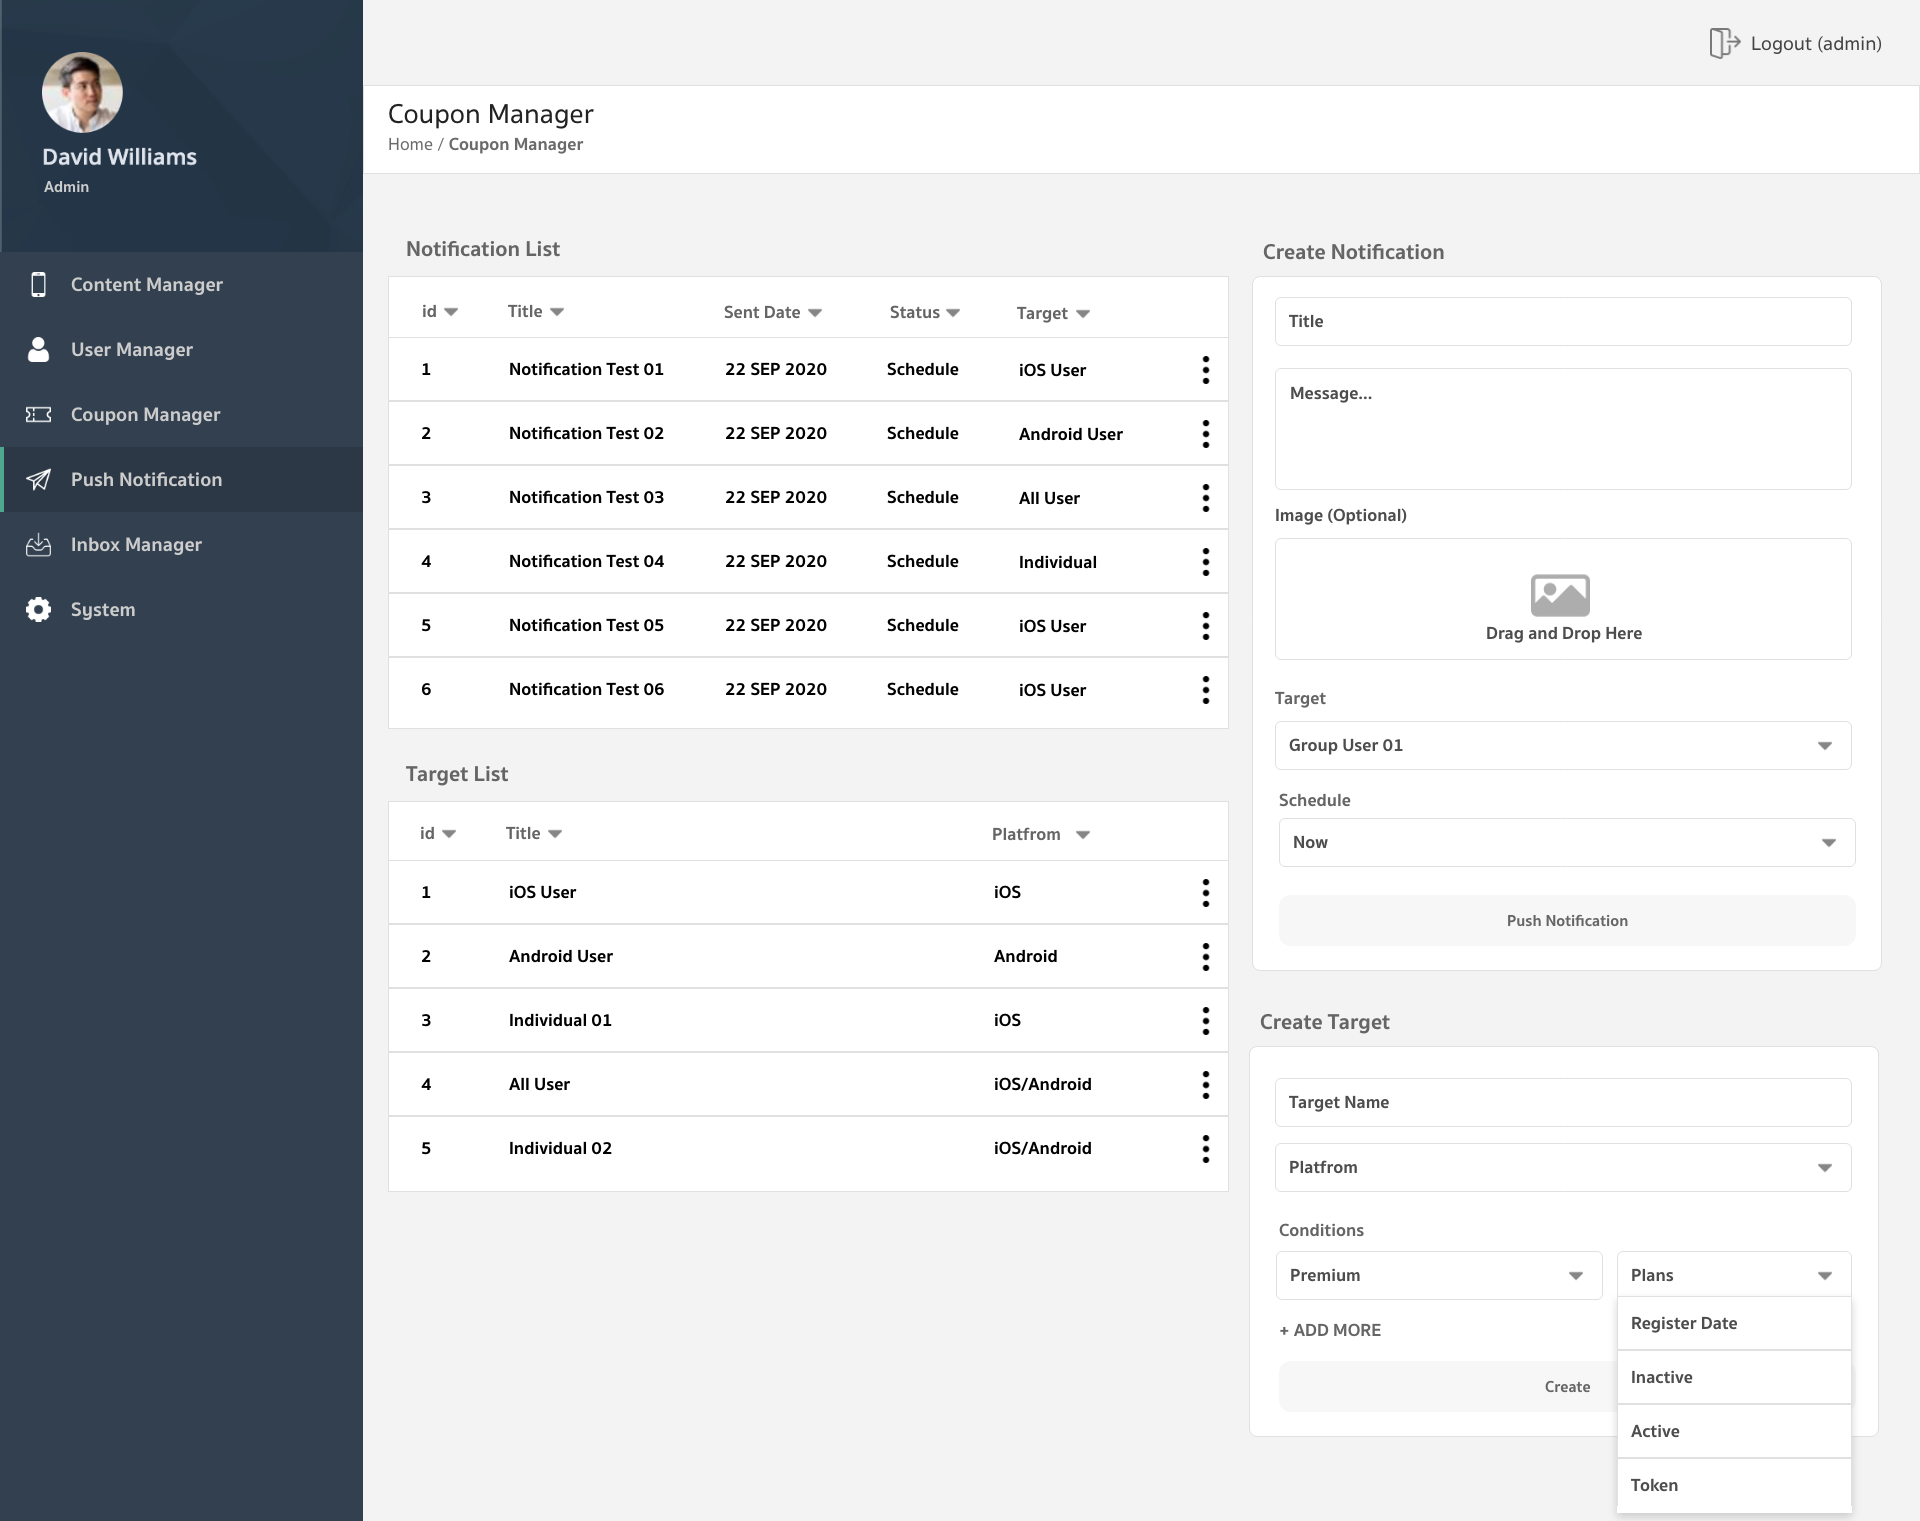 David Williams
Admin
Content Manager
User Manager
Coupon Manager
Push Notification
Inbox Manager
System
Logout (admin)
Coupon Manager
Home / Coupon Manager
Notification List
id Title Sent Date Status Target
1 Notification Test 01 22 SEP 2020 Schedule iOS User
2 Notification Test 02 22 SEP 2020 Schedule Android User
3 Notification Test 03 22 SEP 2020 Schedule All User
4 Notification Test 04 22 SEP 2020 Schedule Individual
5 Notification Test 05 22 SEP 2020 Schedule iOS User
6 Notification Test 06 22 SEP 2020 Schedule iOS User
Target List
id Title Platfrom
1 iOS User iOS
2 Android User Android
3 Individual 01 iOS
4 All User iOS/Android
5 Individual 02 iOS/Android
Create Notification
Title
Message...
Image (Optional)
Drag and Drop Here
Target
Group User 01
Schedule
Now
Push Notification
Create Target
Target Name
Platfrom
Conditions
Premium Plans
Register Date
+ ADD MORE
Inactive
Create
Active
Token